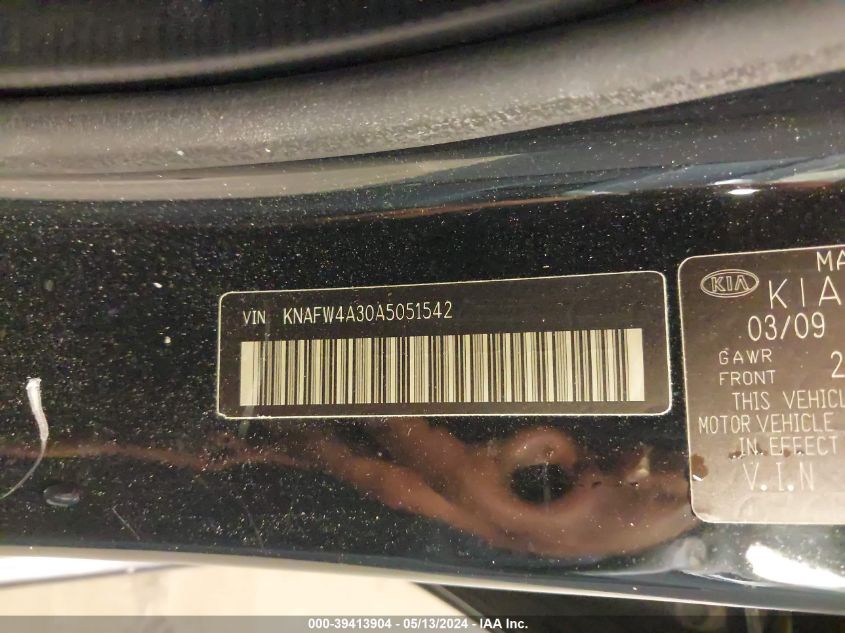 VIN KNAFW4A30A5051542
KIA
MA
KIA
03/09
GAWR
FRONT 2
THIS VEHICL
MOTOR VEHICLE
IN EFFECT
V.I.N
000-39413904 - 05/13/2024 - IAA Inc.